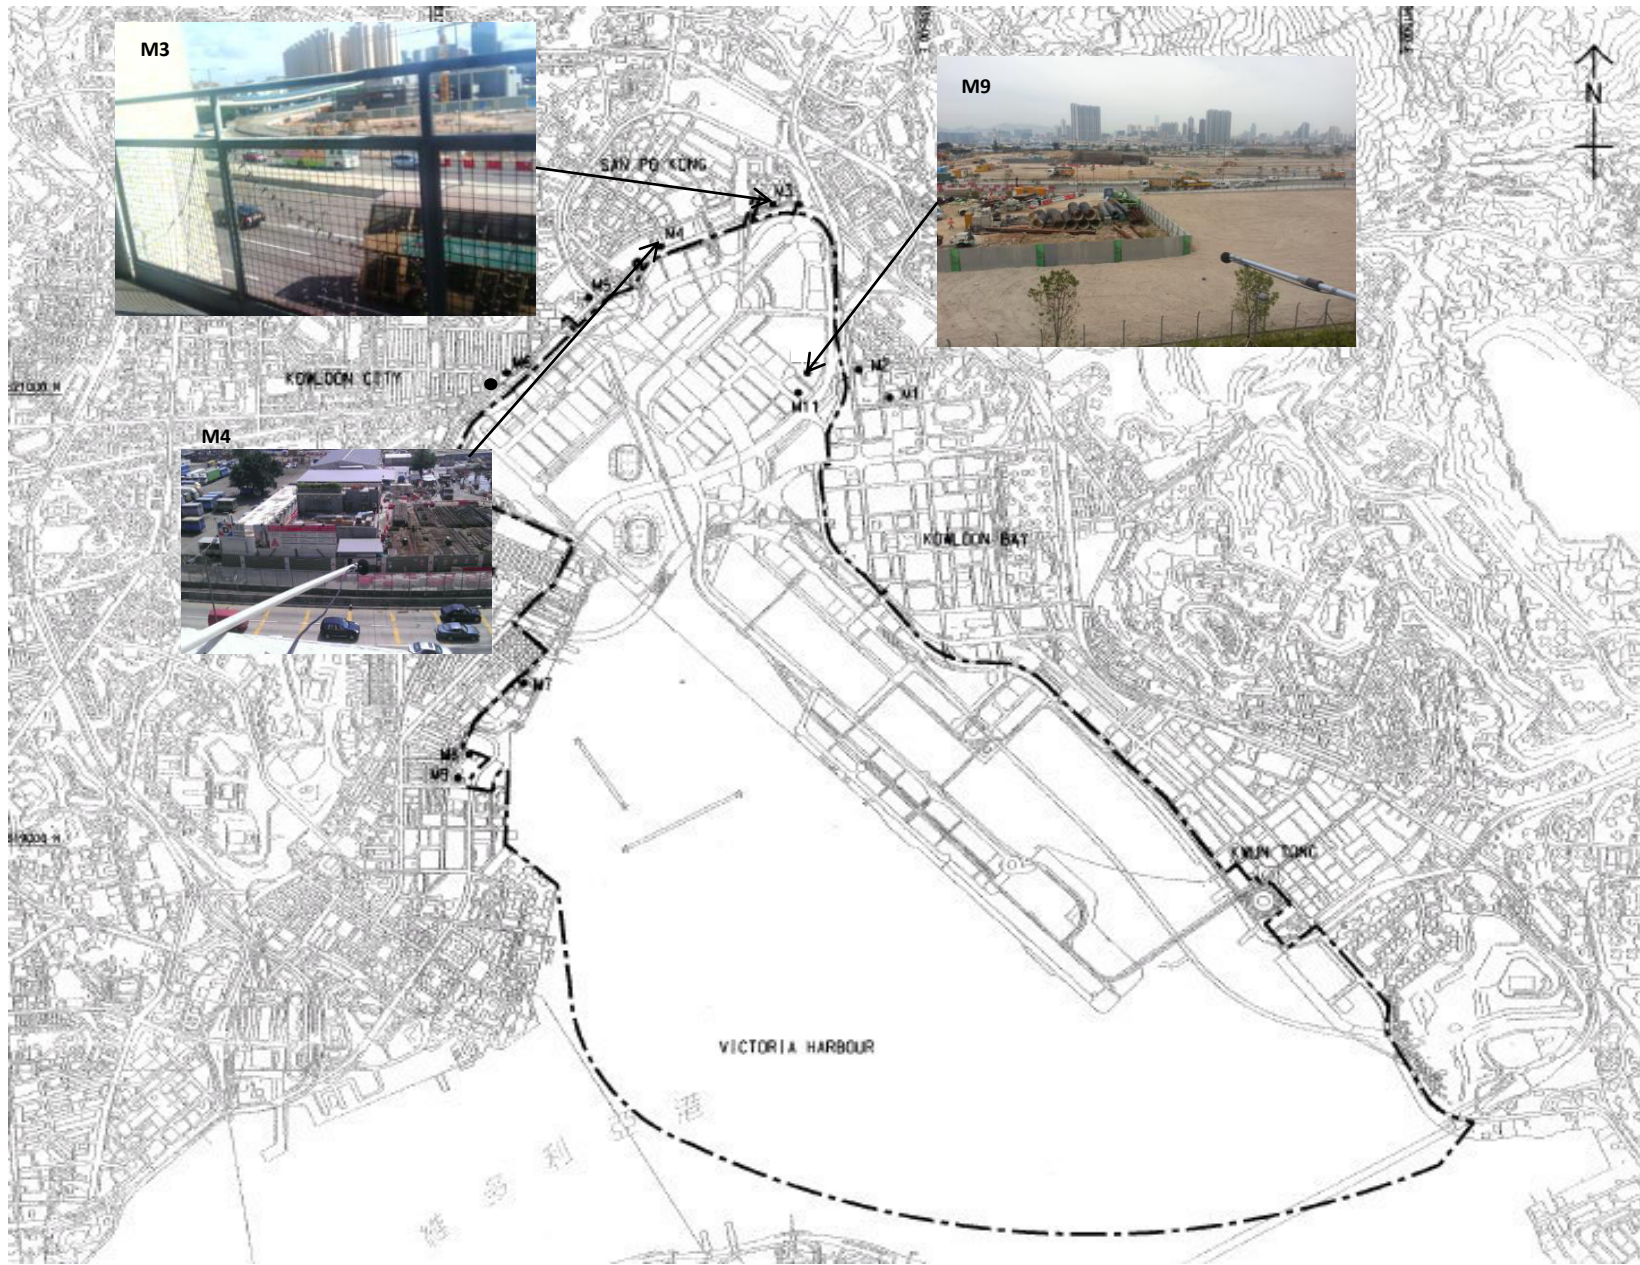 M3
M9
N
SAN PO KONG
M3
M4
M5
M6
KOWLOON CITY
M2
M1
M11
M4
KOWLOON BAY
M7
M8
M9
KWUN TONG
VICTORIA HARBOUR
維 多 利 亞 港